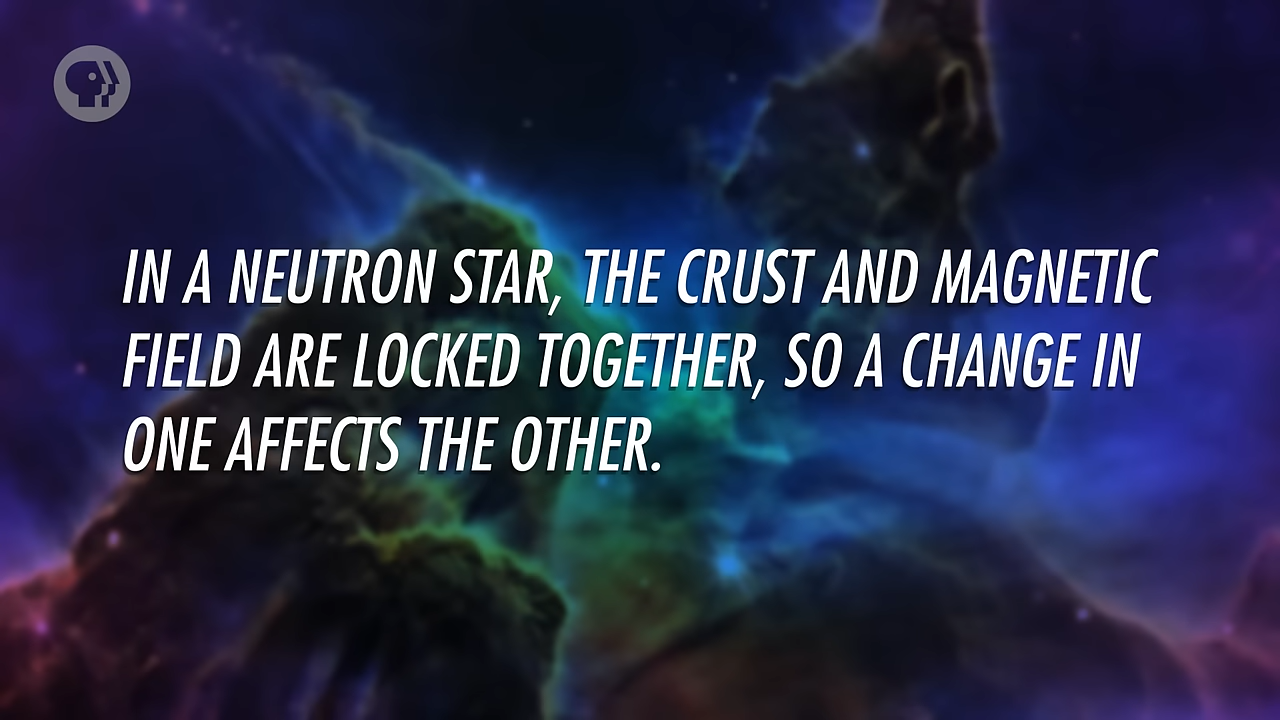 IN A NEUTRON STAR, THE CRUST AND MAGNETIC
FIELD ARE LOCKED TOGETHER, SO A CHANGE IN
ONE AFFECTS THE OTHER.